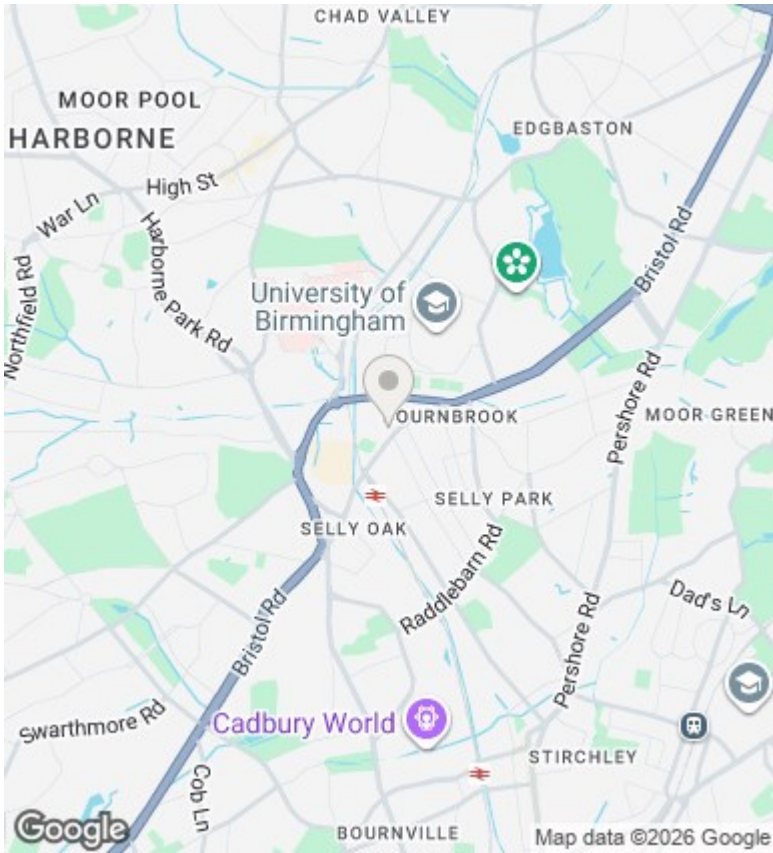 CHAD VALLEY
MOOR POOL
HARBORNE
EDGBASTON
High St
War Ln
Harborne Park Rd
Northfield Rd
Bristol Rd
University of
Birmingham
Pershore Rd
OURNBROOK
MOOR GREEN
SELLY PARK
SELLY OAK
Raddlebarn Rd
Dad's Ln
Bristol Rd
Pershore Rd
Swarthmore Rd
Cadbury World
Cob Ln
STIRCHLEY
BOURNVILLE
Google
Map data ©2026 Google